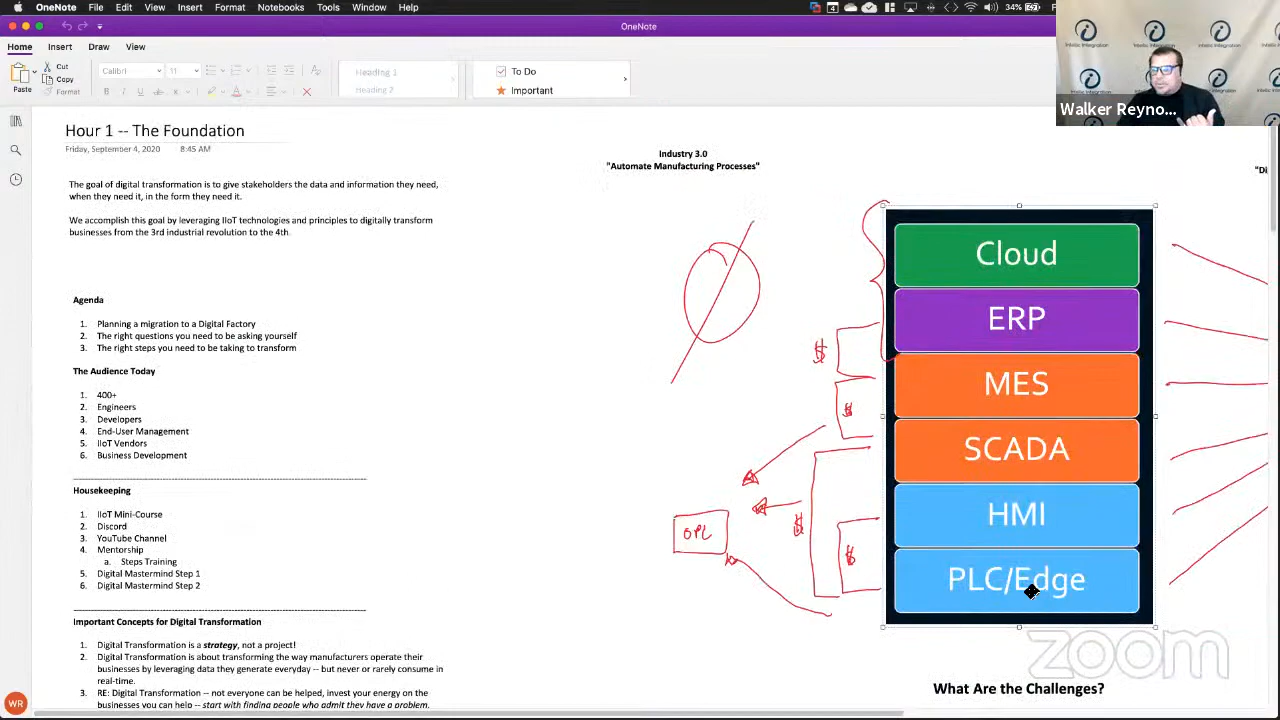 OneNote File Edit View Insert Format Notebooks Tools Window Help
4
34%
OneNote
Home Insert Draw View
Paste
Cut
Copy
Format
Calibri 11
Heading 1
Heading 2
To Do
Important
Walker Reyno...
Hour 1 -- The Foundation
Friday, September 4, 2020 8:45 AM
The goal of digital transformation is to give stakeholders the data and information they need,
when they need it, in the form they need it.
We accomplish this goal by leveraging IIoT technologies and principles to digitally transform
businesses from the 3rd industrial revolution to the 4th.
Agenda
1. Planning a migration to a Digital Factory
2. The right questions you need to be asking yourself
3. The right steps you need to be taking to transform
The Audience Today
1. 400+
2. Engineers
3. Developers
4. End-User Management
5. IIoT Vendors
6. Business Development
Housekeeping
1. IIoT Mini-Course
2. Discord
3. YouTube Channel
4. Mentorship
a. Steps Training
5. Digital Mastermind Step 1
6. Digital Mastermind Step 2
Important Concepts for Digital Transformation
1. Digital Transformation is a strategy, not a project!
2. Digital Transformation is about transforming the way manufacturers operate their
businesses by leveraging data they generate everyday -- but never or rarely consume in
real-time.
3. RE: Digital Transformation -- not everyone can be helped, invest your energy on the
businesses you can help -- start with finding people who admit they have a problem.
Industry 3.0
"Automate Manufacturing Processes"
"Di
Cloud
ERP
MES
SCADA
HMI
PLC/Edge
$
$
$
$
OPC
What Are the Challenges?
zoom
WR